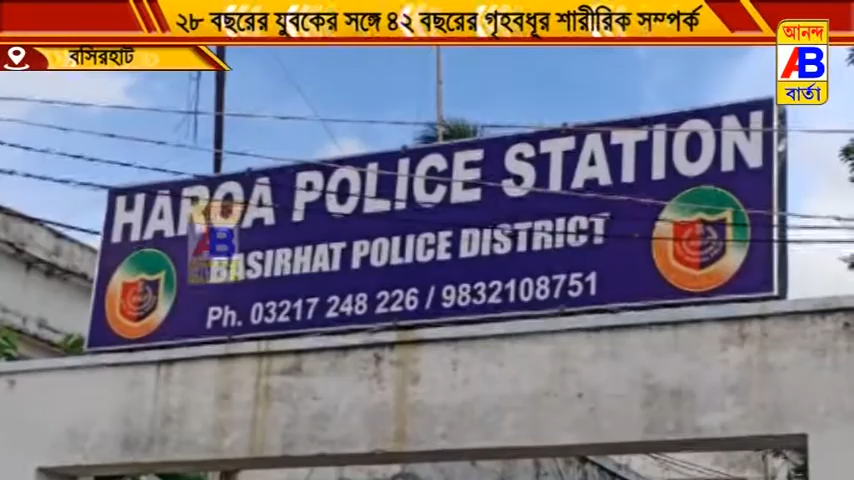 ২৮ বছরের যুবকের সঙ্গে ৪২ বছরের গৃহবধূর শারীরিক সম্পর্ক
বসিরহাট
আনন্দ
AB
বার্তা
HAROA POLICE STATION
BASIRHAT POLICE DISTRICT
Ph. 03217 248 226 / 9832108751